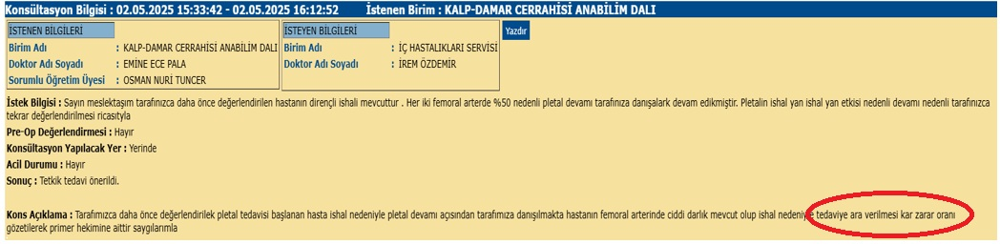 Konsültasyon Bilgisi : 02.05.2025 15:33:42 - 02.05.2025 16:12:52 İstenen Birim : KALP-DAMAR CERRAHİSİ ANABİLİM DALI
İSTENEN BİLGİLERİ
Birim Adı : KALP-DAMAR CERRAHİSİ ANABİLİM DALI
Doktor Adı Soyadı : EMİNE ECE PALA
Sorumlu Öğretim Üyesi : OSMAN NURİ TUNCER
İSTEYEN BİLGİLERİ
Birim Adı : İÇ HASTALIKLARI SERVİSİ
Doktor Adı Soyadı : İREM ÖZDEMİR
Yazdır
İstek Bilgisi : Sayın meslektaşım tarafınızca daha önce değerlendirilen hastanın dirençli ishali mevcuttur . Her iki femoral arterde %50 nedenli pletal devamı tarafınıza danışalark devam edikmiştir. Pletalin ishal yan ishal yan etkisi nedenli devamı nedenli tarafınızca
tekrar değerlendirilmesi ricasıtyla
Pre-Op Değerlendirmesi : Hayır
Konsültasyon Yapılacak Yer : Yerinde
Acil Durumu : Hayır
Sonuç : Tetkik tedavi önerildi.
Kons Açıklama : Tarafımızca daha önce değerlendirilek pletal tedavisi başlanan hasta ishal nedeniyle pletal devamı açısından tarafımıza danışılmakta hastanın femoral arterinde ciddi darlık mevcut olup ishal nedeniyle tedaviye ara verilmesi kar zarar oranı
gözetilerek primer hekimine aittir saygılarımla